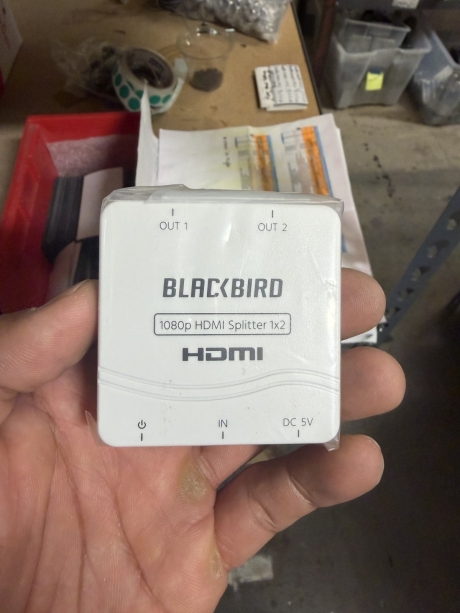 OUT 1
OUT 2
BLACKBIRD
1080p HDMI Splitter 1x2
HDMI
IN
DC 5V